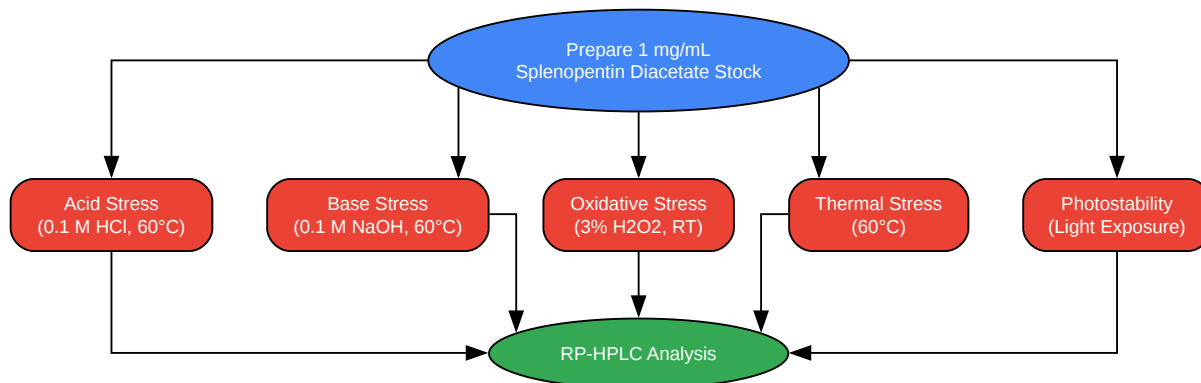 Prepare 1 mg/mL
Splenopentin Diacetate Stock
Acid Stress
(0.1 M HCl, 60°C)
Base Stress
(0.1 M NaOH, 60°C)
Oxidative Stress
(3% H2O2, RT)
Thermal Stress
(60°C)
Photostability
(Light Exposure)
RP-HPLC Analysis